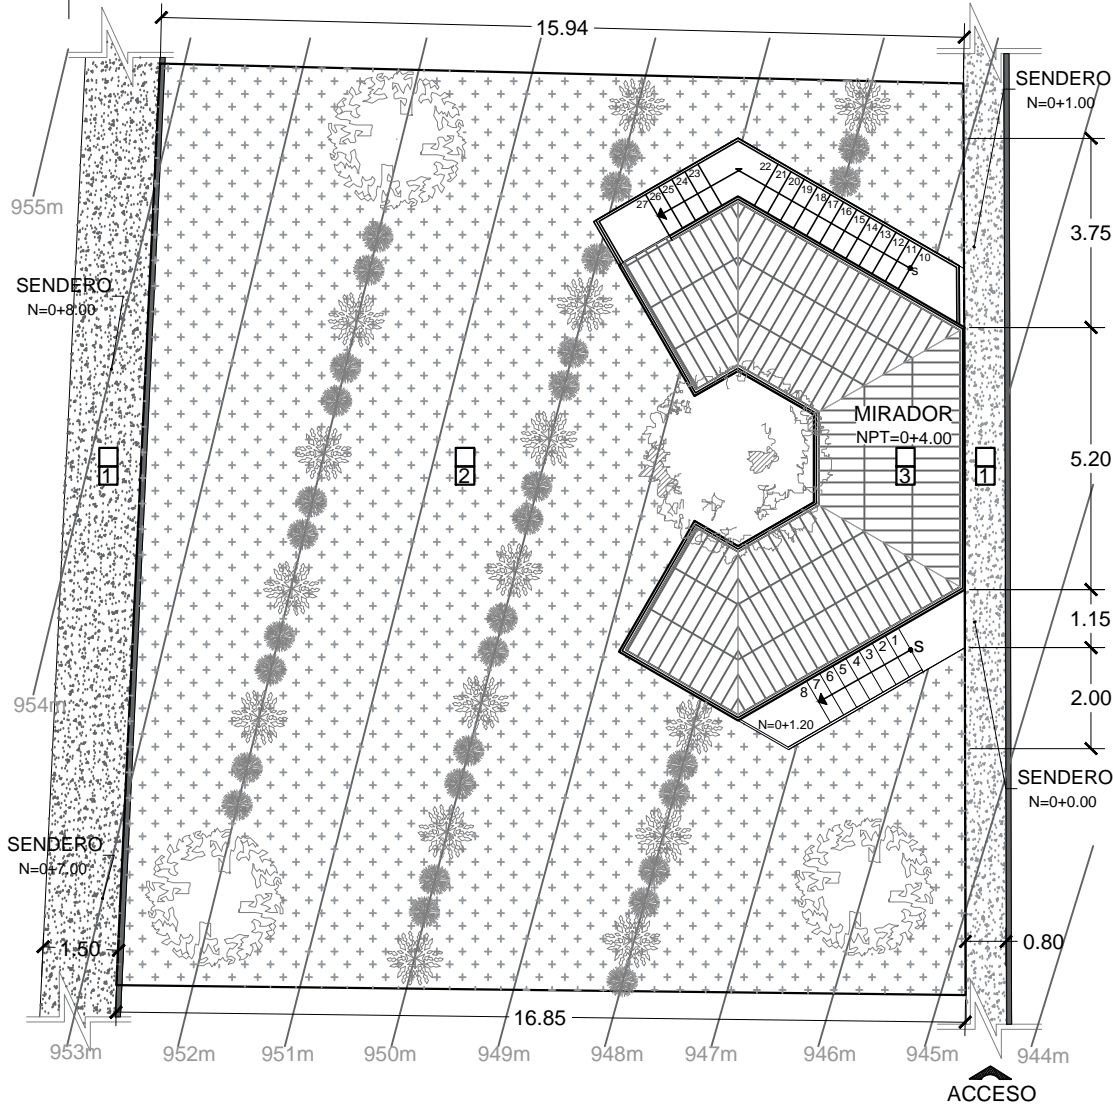 15.94
SENDERO
N=0+1.00
955m
3.75
22
21
20
19
18
17
16
15
14
13
12
11
10
S
23
24
25
26
27
SENDERO
N=0+8.00
MIRADOR
NPT=0+4.00
5.20
1
2
3
1
1.15
S
1
2
3
4
5
6
7
8
N=0+1.20
954m
2.00
SENDERO
N=0+0.00
SENDERO
N=0+7.00
1.50
0.80
16.85
953m
952m
951m
950m
949m
948m
947m
946m
945m
944m
ACCESO